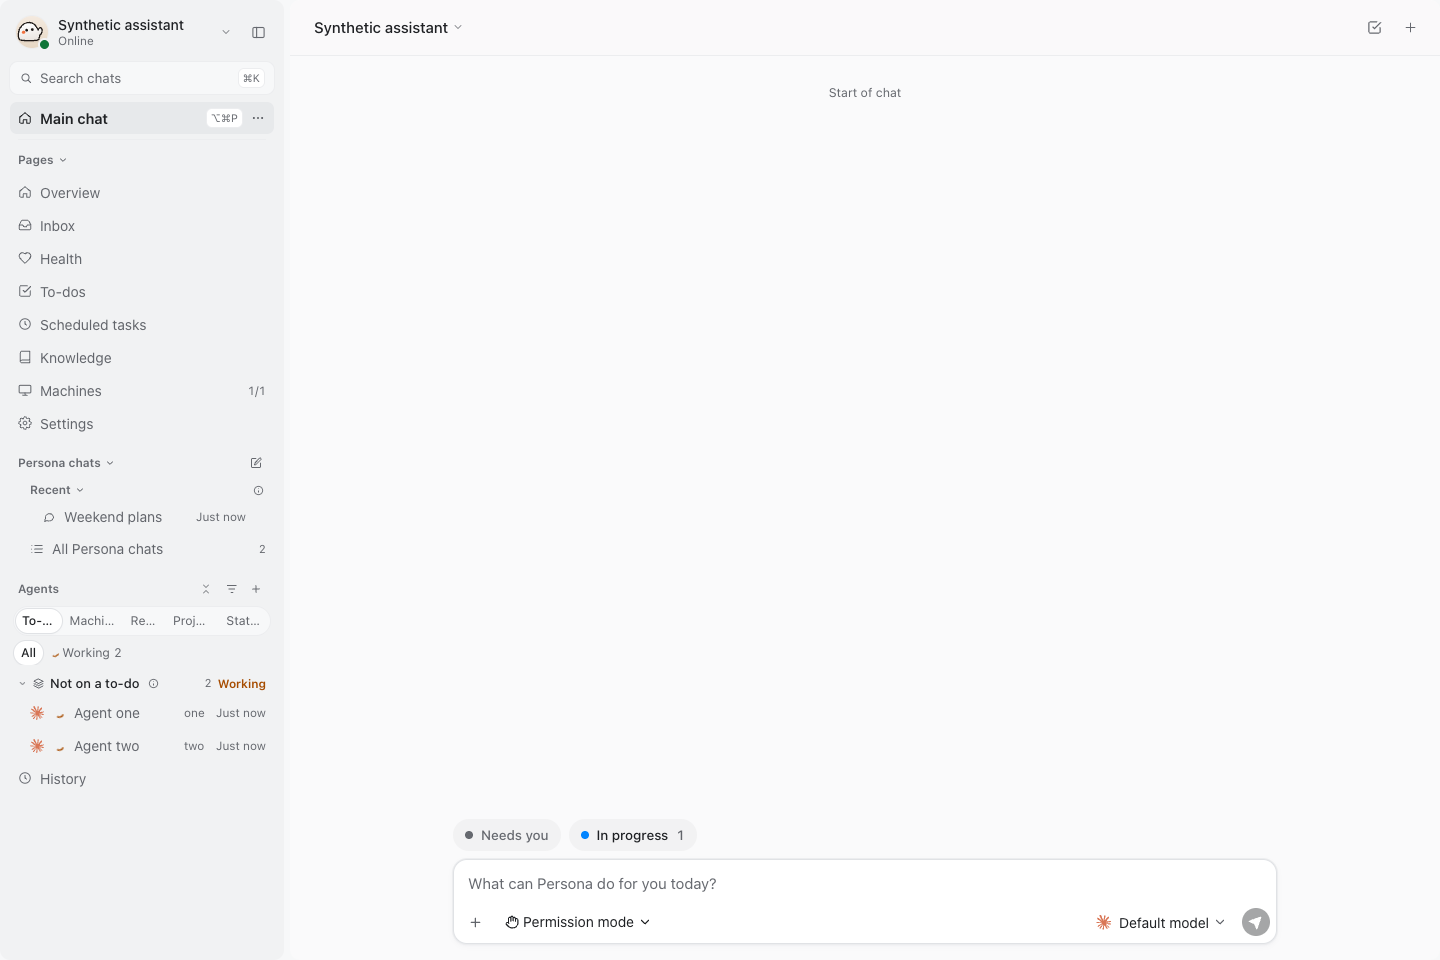 Synthetic assistant
Online
Search chats ⌘K
Main chat ⌥⌘P
Pages
Overview
Inbox
Health
To-dos
Scheduled tasks
Knowledge
Machines 1/1
Settings
Persona chats
Recent
Weekend plans Just now
All Persona chats 2
Agents
To-... Machi... Re... Proj... Stat...
All Working 2
Not on a to-do 2 Working
Agent one one Just now
Agent two two Just now
History
Synthetic assistant
Start of chat
Needs you In progress 1
What can Persona do for you today?
Permission mode Default model